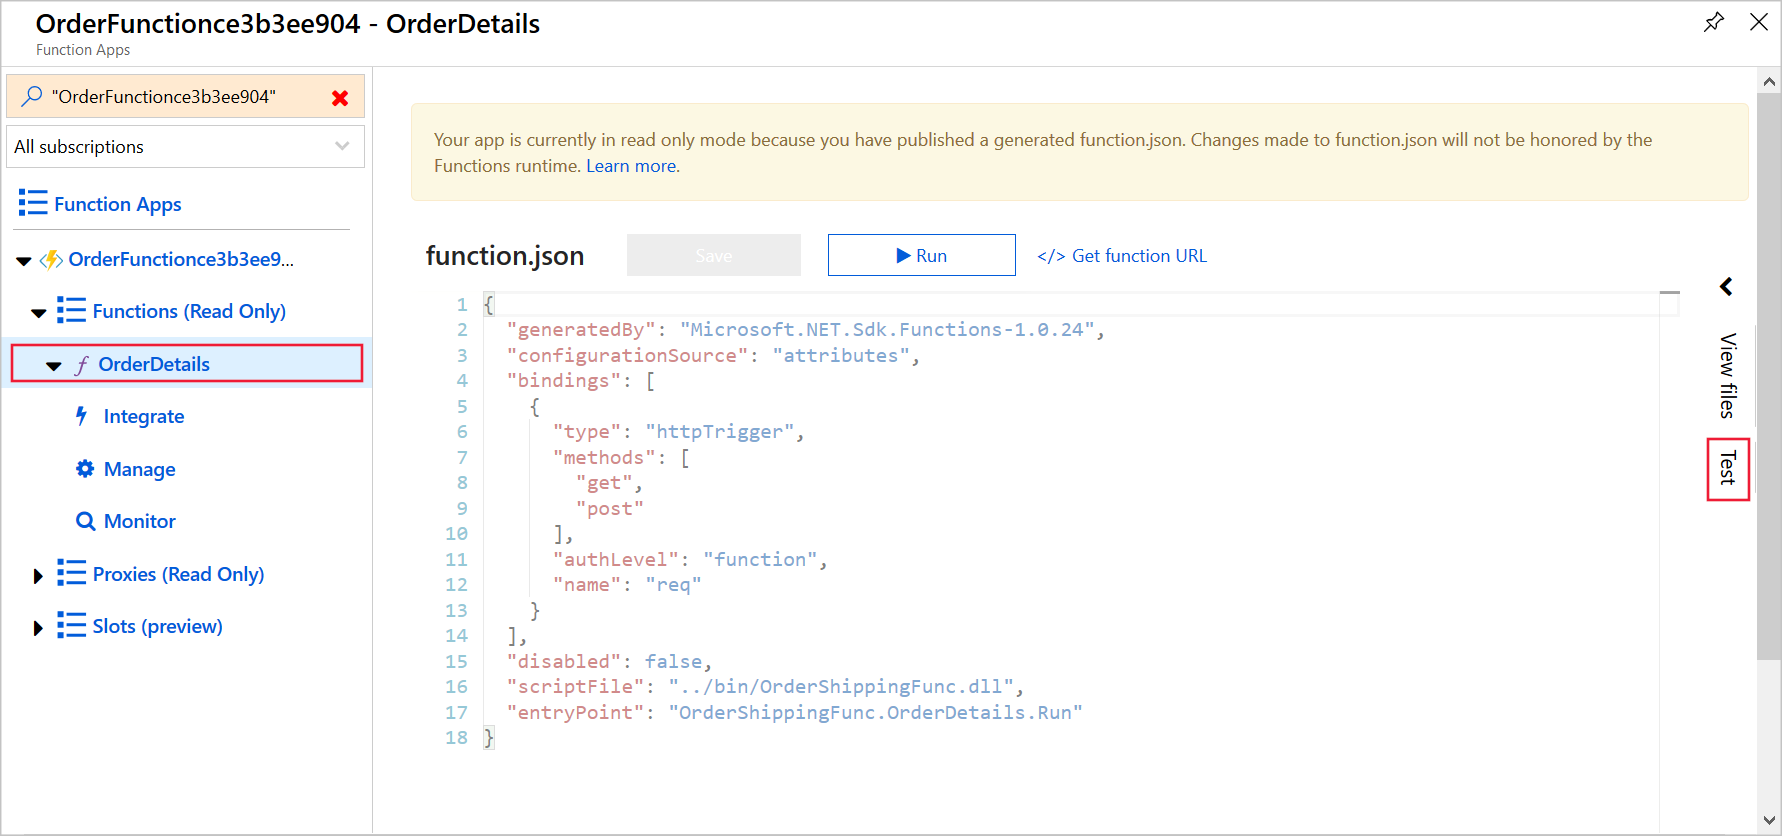 OrderFunctionce3b3ee904 - OrderDetails
Function Apps
"OrderFunctionce3b3ee904"
All subscriptions
Function Apps
OrderFunctionce3b3ee9...
Functions (Read Only)
f OrderDetails
Integrate
Manage
Monitor
Proxies (Read Only)
Slots (preview)
Your app is currently in read only mode because you have published a generated function.json. Changes made to function.json will not be honored by the
Functions runtime. Learn more.
function.json
Save
Run
</> Get function URL
1 {
2 "generatedBy": "Microsoft.NET.Sdk.Functions-1.0.24",
3 "configurationSource": "attributes",
4 "bindings": [
5 {
6 "type": "httpTrigger",
7 "methods": [
8 "get",
9 "post"
10 ],
11 "authLevel": "function",
12 "name": "req"
13 }
14 ],
15 "disabled": false,
16 "scriptFile": "../bin/OrderShippingFunc.dll",
17 "entryPoint": "OrderShippingFunc.OrderDetails.Run"
18 }
View files
Test